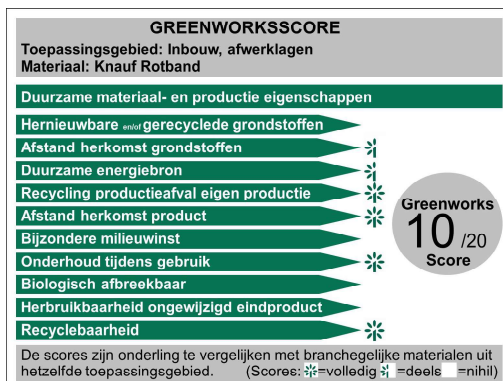 GREENWORKSSCORE
Toepassingsgebied: Inbouw, afwerklagen
Materiaal: Knauf Rotband
Duurzame materiaal- en productie eigenschappen
Hernieuwbare en/of gerecyclede grondstoffen
Afstand herkomst grondstoffen
Duurzame energiebron
Recycling productieafval eigen productie
Afstand herkomst product
Bijzondere milieuwinst
Onderhoud tijdens gebruik
Biologisch afbreekbaar
Herbruikbaarheid ongewijzigd eindproduct
Recyclebaarheid
Greenworks
10 /20
Score
De scores zijn onderling te vergelijken met branchegelijke materialen uit
hetzelfde toepassingsgebied. (Scores: =volledig =deels =nihil)